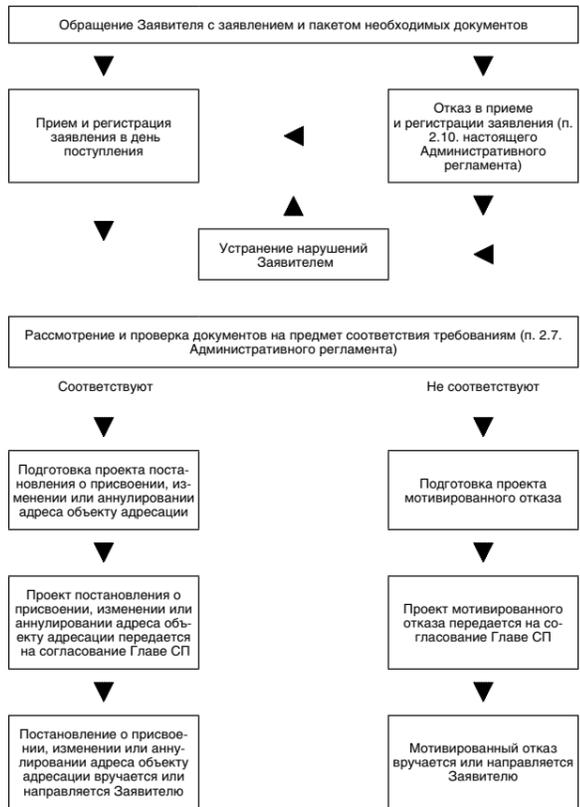 Обращение Заявителя с заявлением и пакетом необходимых документов
Прием и регистрация
заявления в день
поступления
Отказ в приеме
и регистрации заявления (п.
2.10. настоящего
Административного
регламента)
Устранение нарушений
Заявителем
Рассмотрение и проверка документов на предмет соответствия требованиям (п. 2.7.
Административного регламента)
Соответствуют
Не соответствуют
Подготовка проекта поста-
новления о присвоении, из-
менении или аннулировании
адреса объекту адресации
Подготовка проекта
мотивированного отказа
Проект постановления о
присвоении, изменении или
аннулировании адреса объ-
екту адресации передается
на согласование Главе СП
Проект мотивированного
отказа передается на со-
гласование Главе СП
Постановление о присвое-
нии, изменении или анну-
лировании адреса объекту
адресации вручается или
направляется Заявителю
Мотивированный отказ
вручается или направляется
Заявителю